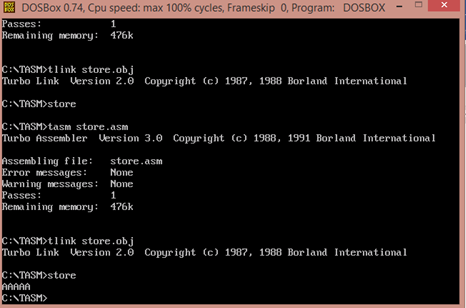 DOSBox 0.74, Cpu speed: max 100% cycles, Frameskip 0, Program: DOSBOX
Passes: 1
Remaining memory: 476k
C:\TASM>tlink store.obj
Turbo Link Version 2.0 Copyright (c) 1987, 1988 Borland International
C:\TASM>store
C:\TASM>tasm store.asm
Turbo Assembler Version 3.0 Copyright (c) 1988, 1991 Borland International
Assembling file: store.asm
Error messages: None
Warning messages: None
Passes: 1
Remaining memory: 476k
C:\TASM>tlink store.obj
Turbo Link Version 2.0 Copyright (c) 1987, 1988 Borland International
C:\TASM>store
AAAAA
C:\TASM>